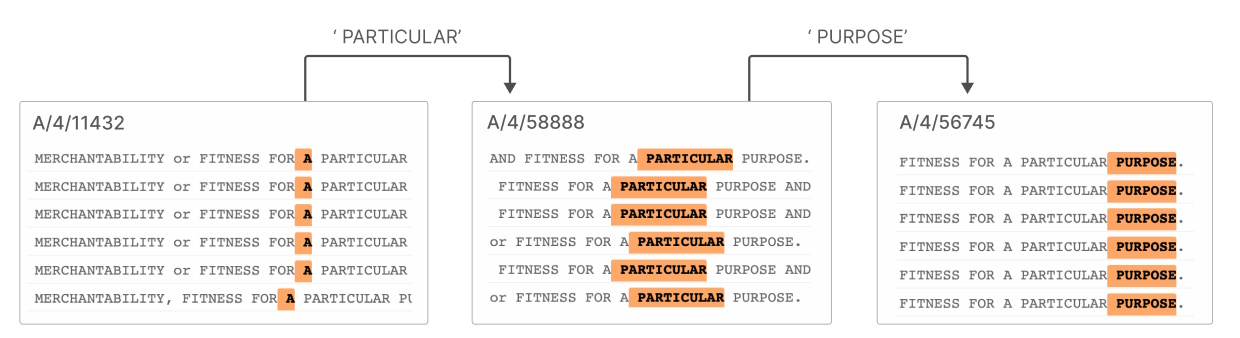 ‘ PARTICULAR’
‘ PURPOSE’
A/4/11432
MERCHANTABILITY or FITNESS FOR A PARTICULAR
MERCHANTABILITY or FITNESS FOR A PARTICULAR
MERCHANTABILITY or FITNESS FOR A PARTICULAR
MERCHANTABILITY or FITNESS FOR A PARTICULAR
MERCHANTABILITY or FITNESS FOR A PARTICULAR
MERCHANTABILITY, FITNESS FOR A PARTICULAR PU
A/4/58888
AND FITNESS FOR A PARTICULAR PURPOSE.
FITNESS FOR A PARTICULAR PURPOSE AND
FITNESS FOR A PARTICULAR PURPOSE AND
or FITNESS FOR A PARTICULAR PURPOSE.
FITNESS FOR A PARTICULAR PURPOSE AND
or FITNESS FOR A PARTICULAR PURPOSE.
A/4/56745
FITNESS FOR A PARTICULAR PURPOSE.
FITNESS FOR A PARTICULAR PURPOSE.
FITNESS FOR A PARTICULAR PURPOSE.
FITNESS FOR A PARTICULAR PURPOSE.
FITNESS FOR A PARTICULAR PURPOSE.
FITNESS FOR A PARTICULAR PURPOSE.